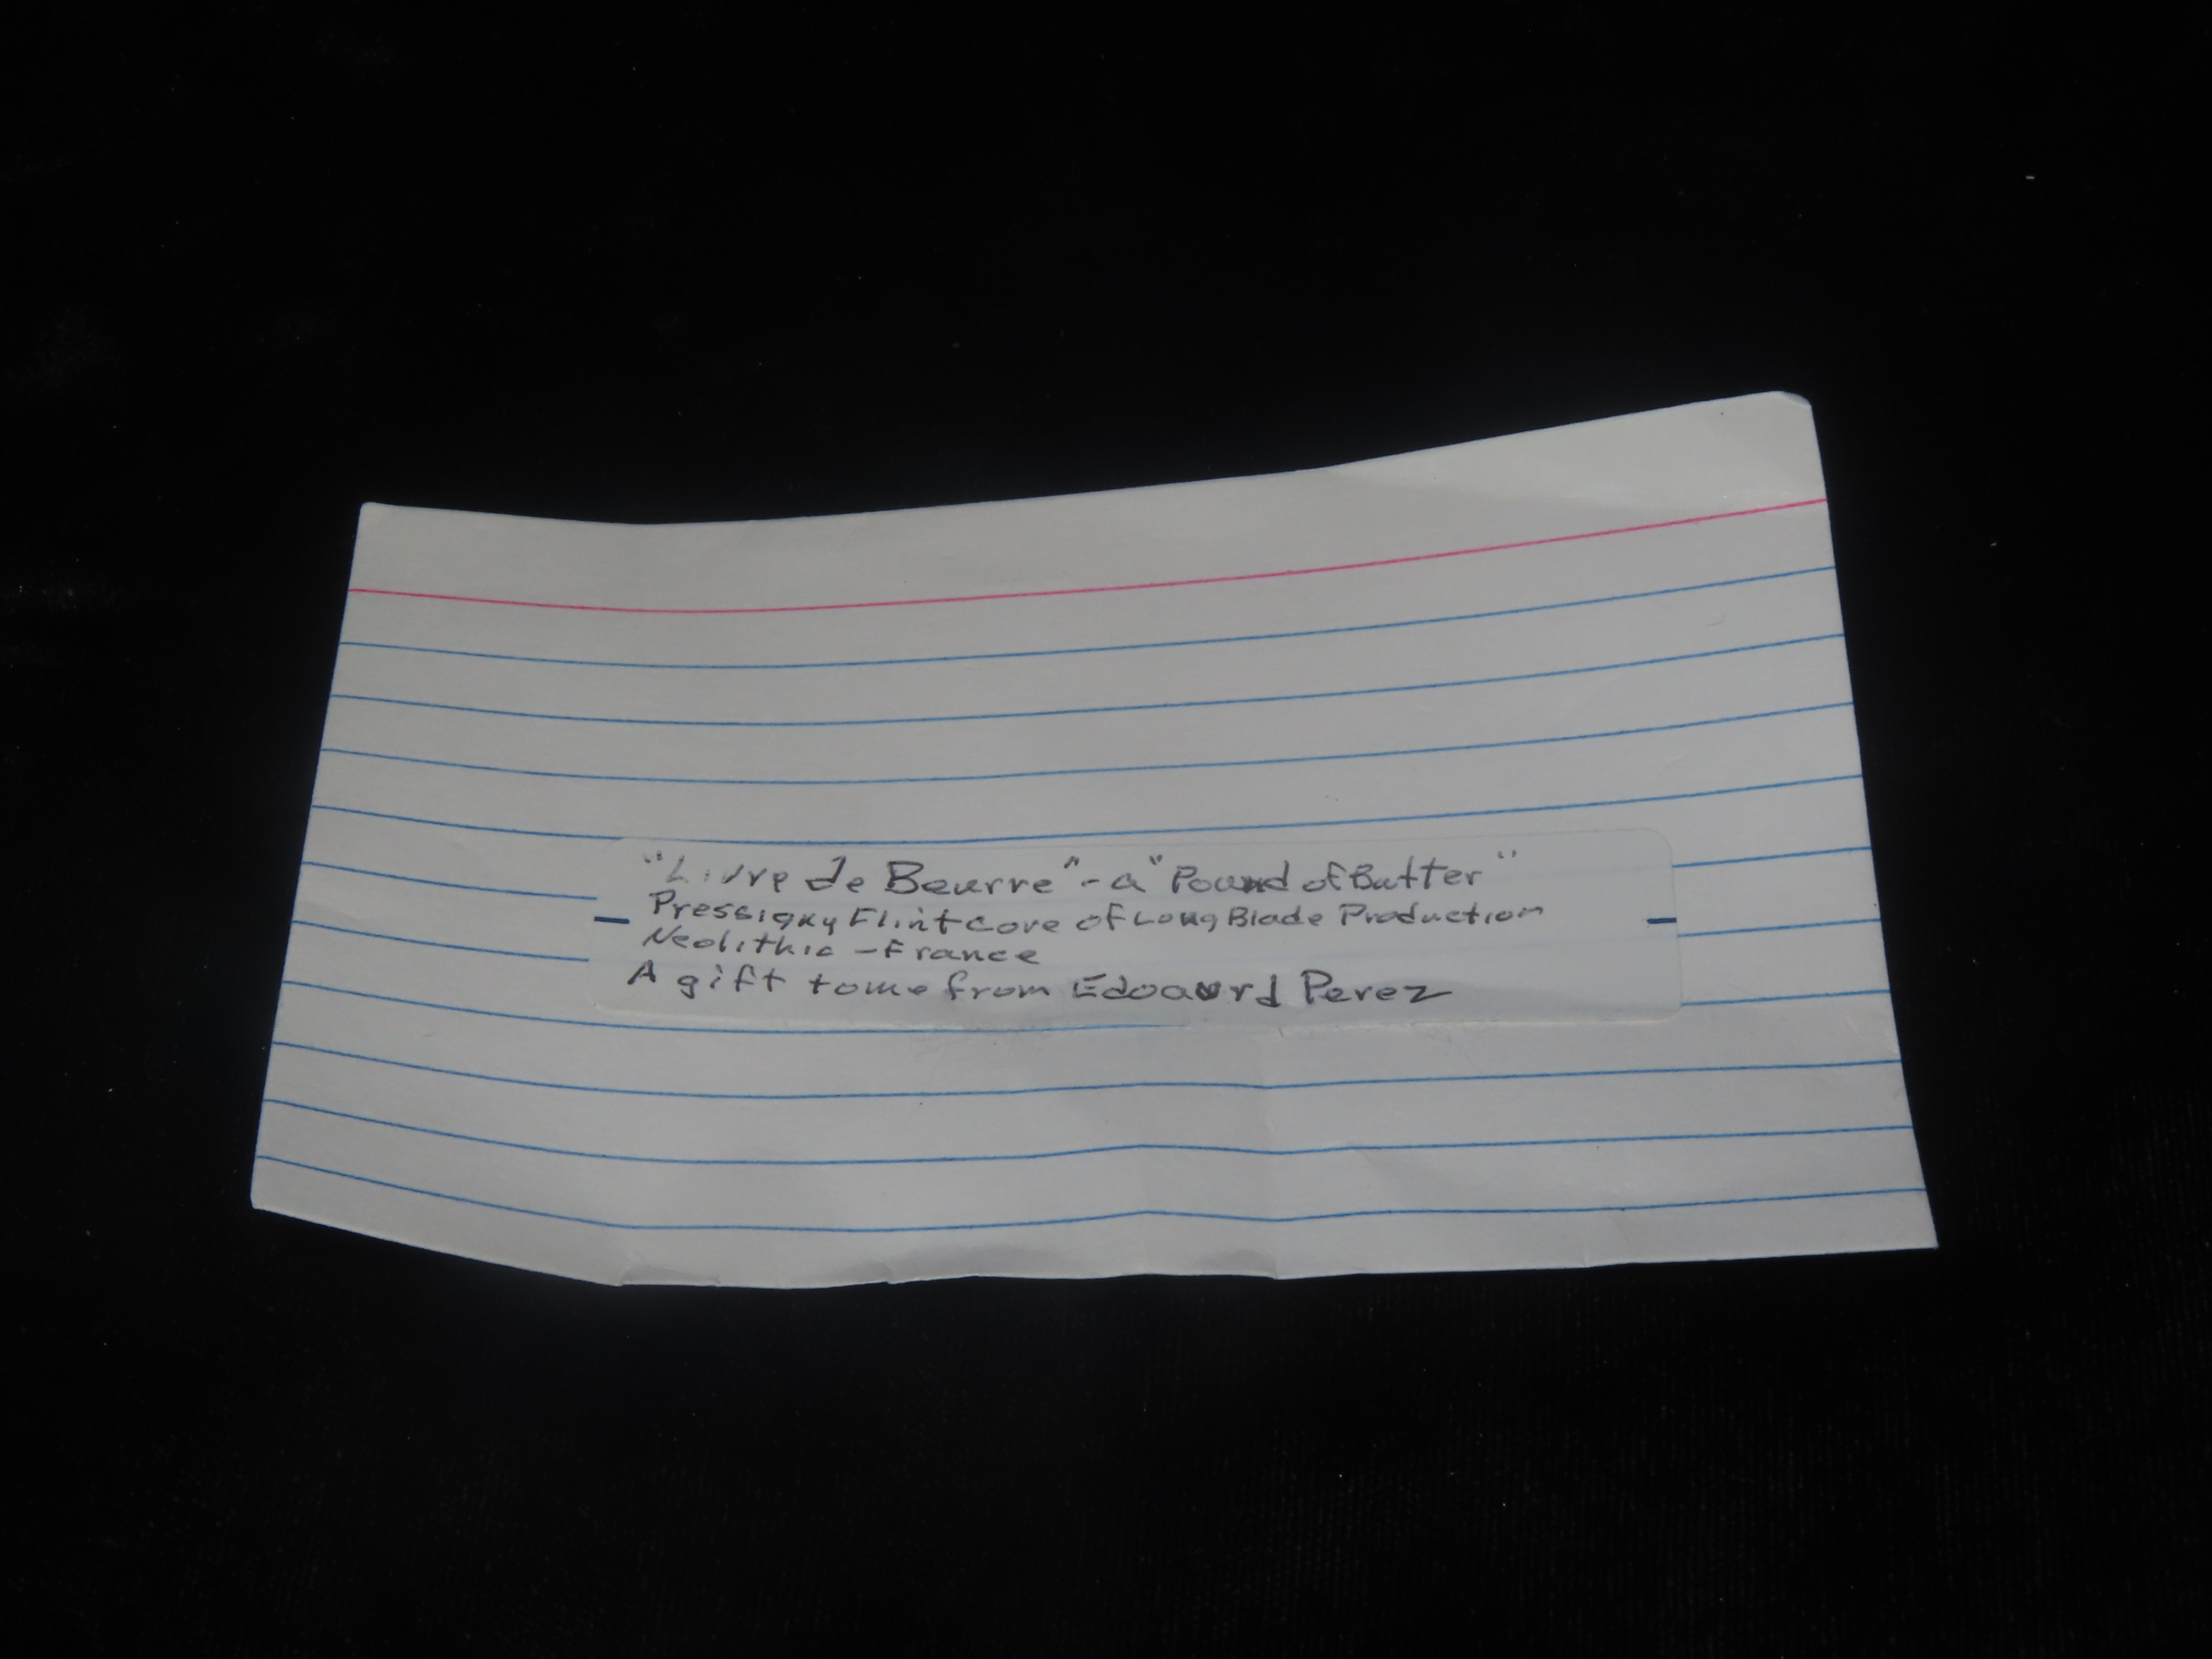 "Livre de Beurre" - a "Pound of Butter"
Pressigny Flint Core of Long Blade Production
Neolithic - France
A gift to me from Edoaurd Perez